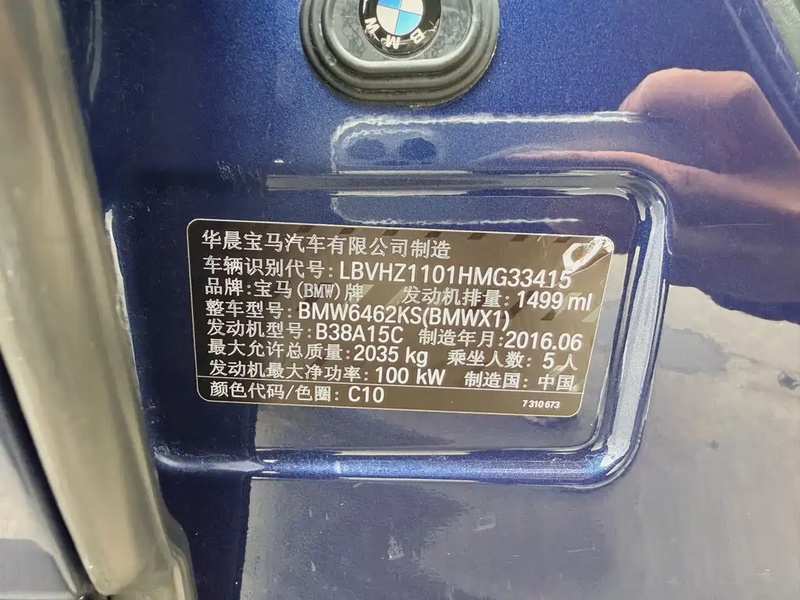 BMW
华晨宝马汽车有限公司制造
车辆识别代号: LBVHZ1101HMG33415
品牌: 宝马(BMW)牌 发动机排量: 1499 ml
整车型号: BMW6462KS(BMWX1)
发动机型号: B38A15C 制造年月: 2016.06
最大允许总质量: 2035 kg 乘坐人数: 5 人
发动机最大净功率: 100 kW 制造国: 中国
颜色代码/色圈: C10
7 310 673